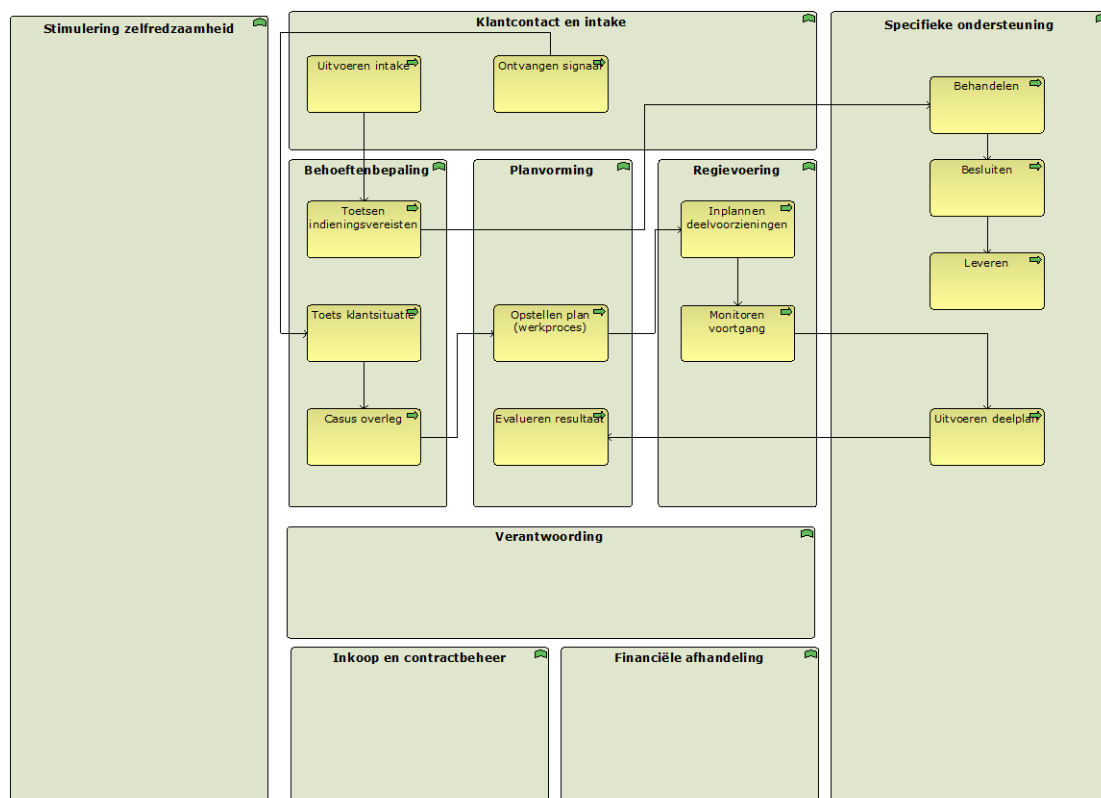 Stimulering zelfredzaamheid
Klantcontact en intake
Uitvoeren intake
Ontvangen signaal
Behoeftenbepaling
Toetsen
indieningsvereisten
Toets klantsituatie
Casus overleg
Planvorming
Opstellen plan
(werkproces)
Evalueren resultaat
Regievoering
Inplannen
deelvoorzieningen
Monitoren
voortgang
Specifieke ondersteuning
Behandelen
Besluiten
Leveren
Uitvoeren deelplan
Verantwoording
Inkoop en contractbeheer
Financiële afhandeling